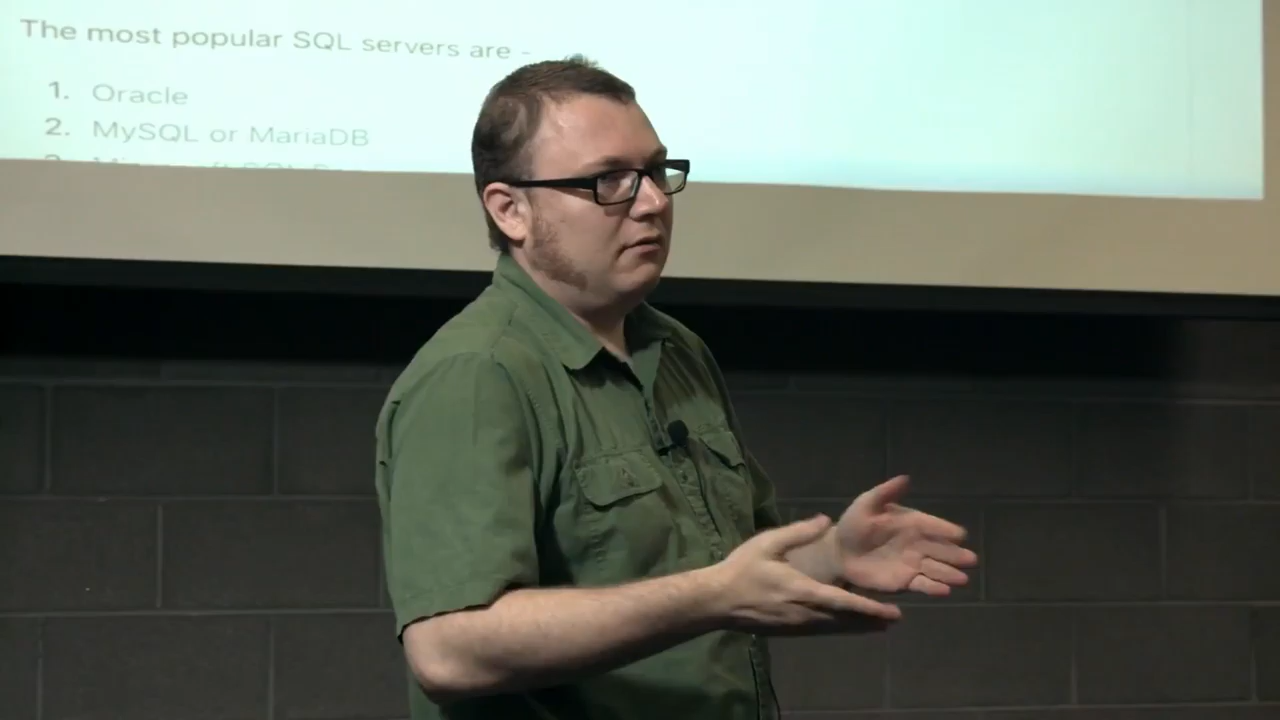 The most popular SQL servers are -
1. Oracle
2. MySQL or MariaDB